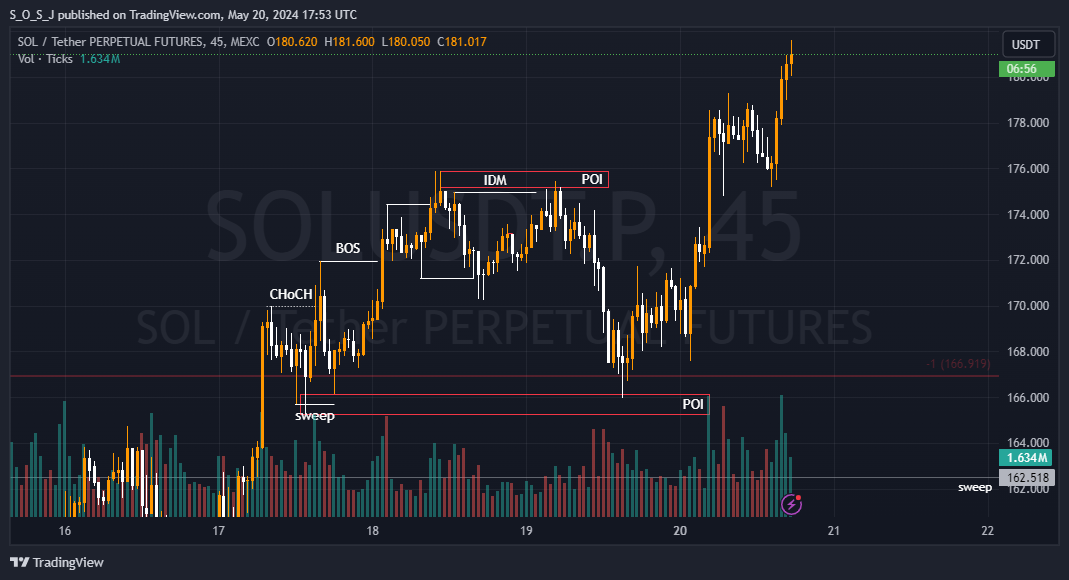 S_O_S_J published on TradingView.com, May 20, 2024 17:53 UTC
SOL / Tether PERPETUAL FUTURES, 45, MEXC O180.620 H181.600 L180.050 C181.017
USDT
Vol · Ticks 1.634M
06:56
180.000
178.000
176.000
174.000
172.000
170.000
168.000
166.000
164.000
162.000
SOLUSDT.P, 45
SOL / Tether PERPETUAL FUTURES
IDM
POI
BOS
CHoCH
-1 (166.919)
POI
sweep
1.634M
162.518
sweep
16 17 18 19 20 21 22
TradingView